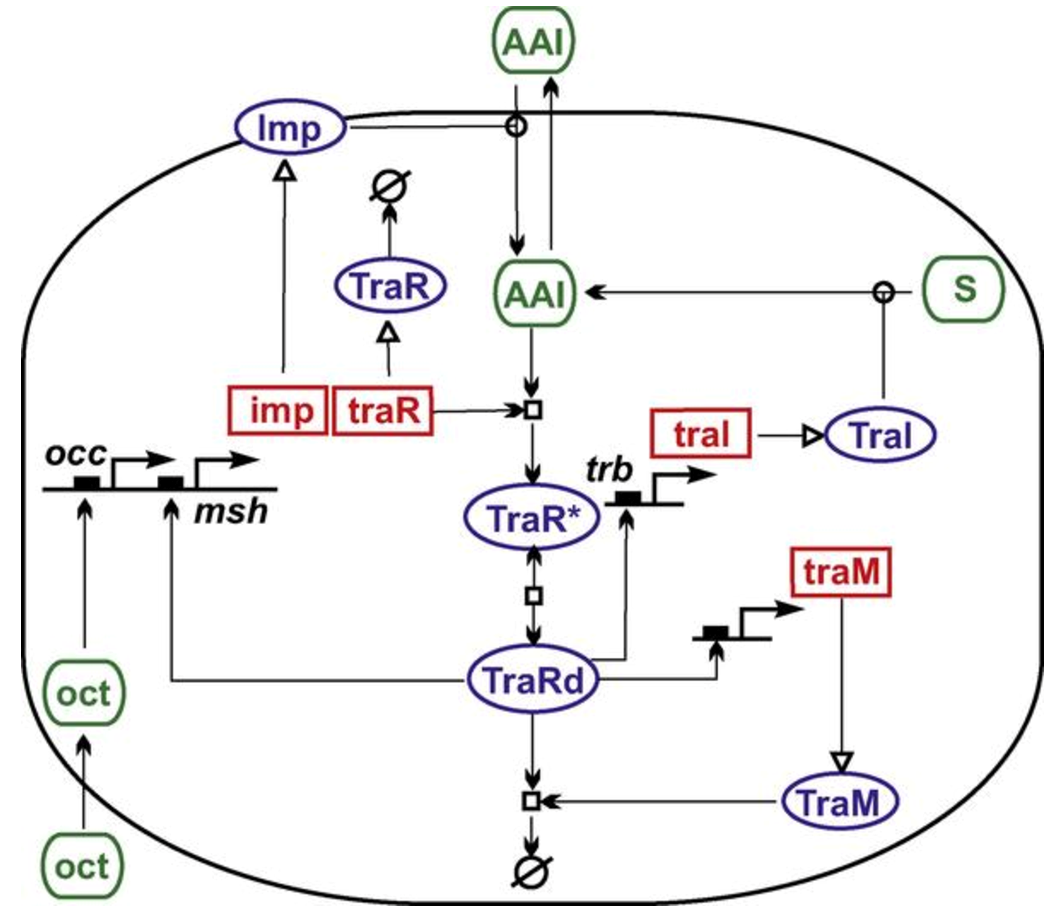 AAI
Imp
TraR
AAI
S
imp
traR
traI
TraI
occ
trb
msh
TraR*
traM
TraRd
oct
TraM
oct